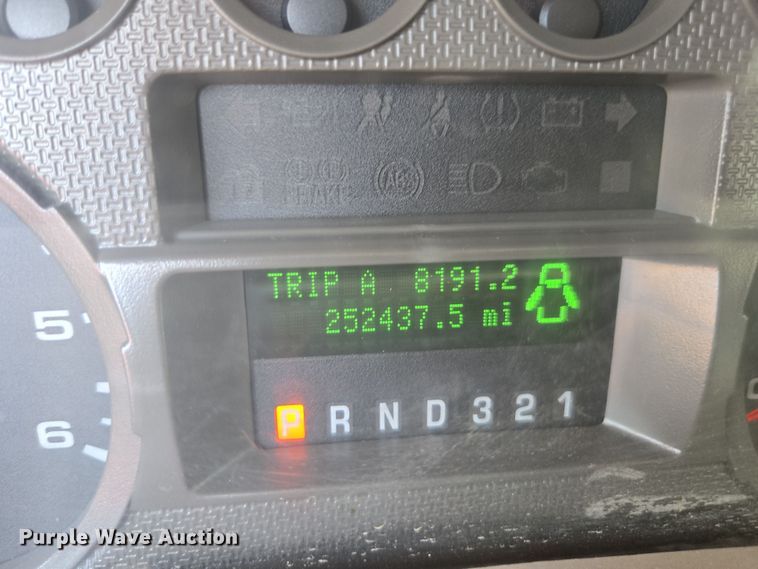 BRAKE ABS
TRIP A 8191.2
252437.5 mi
5
P R N D 3 2 1
6
Purple Wave Auction